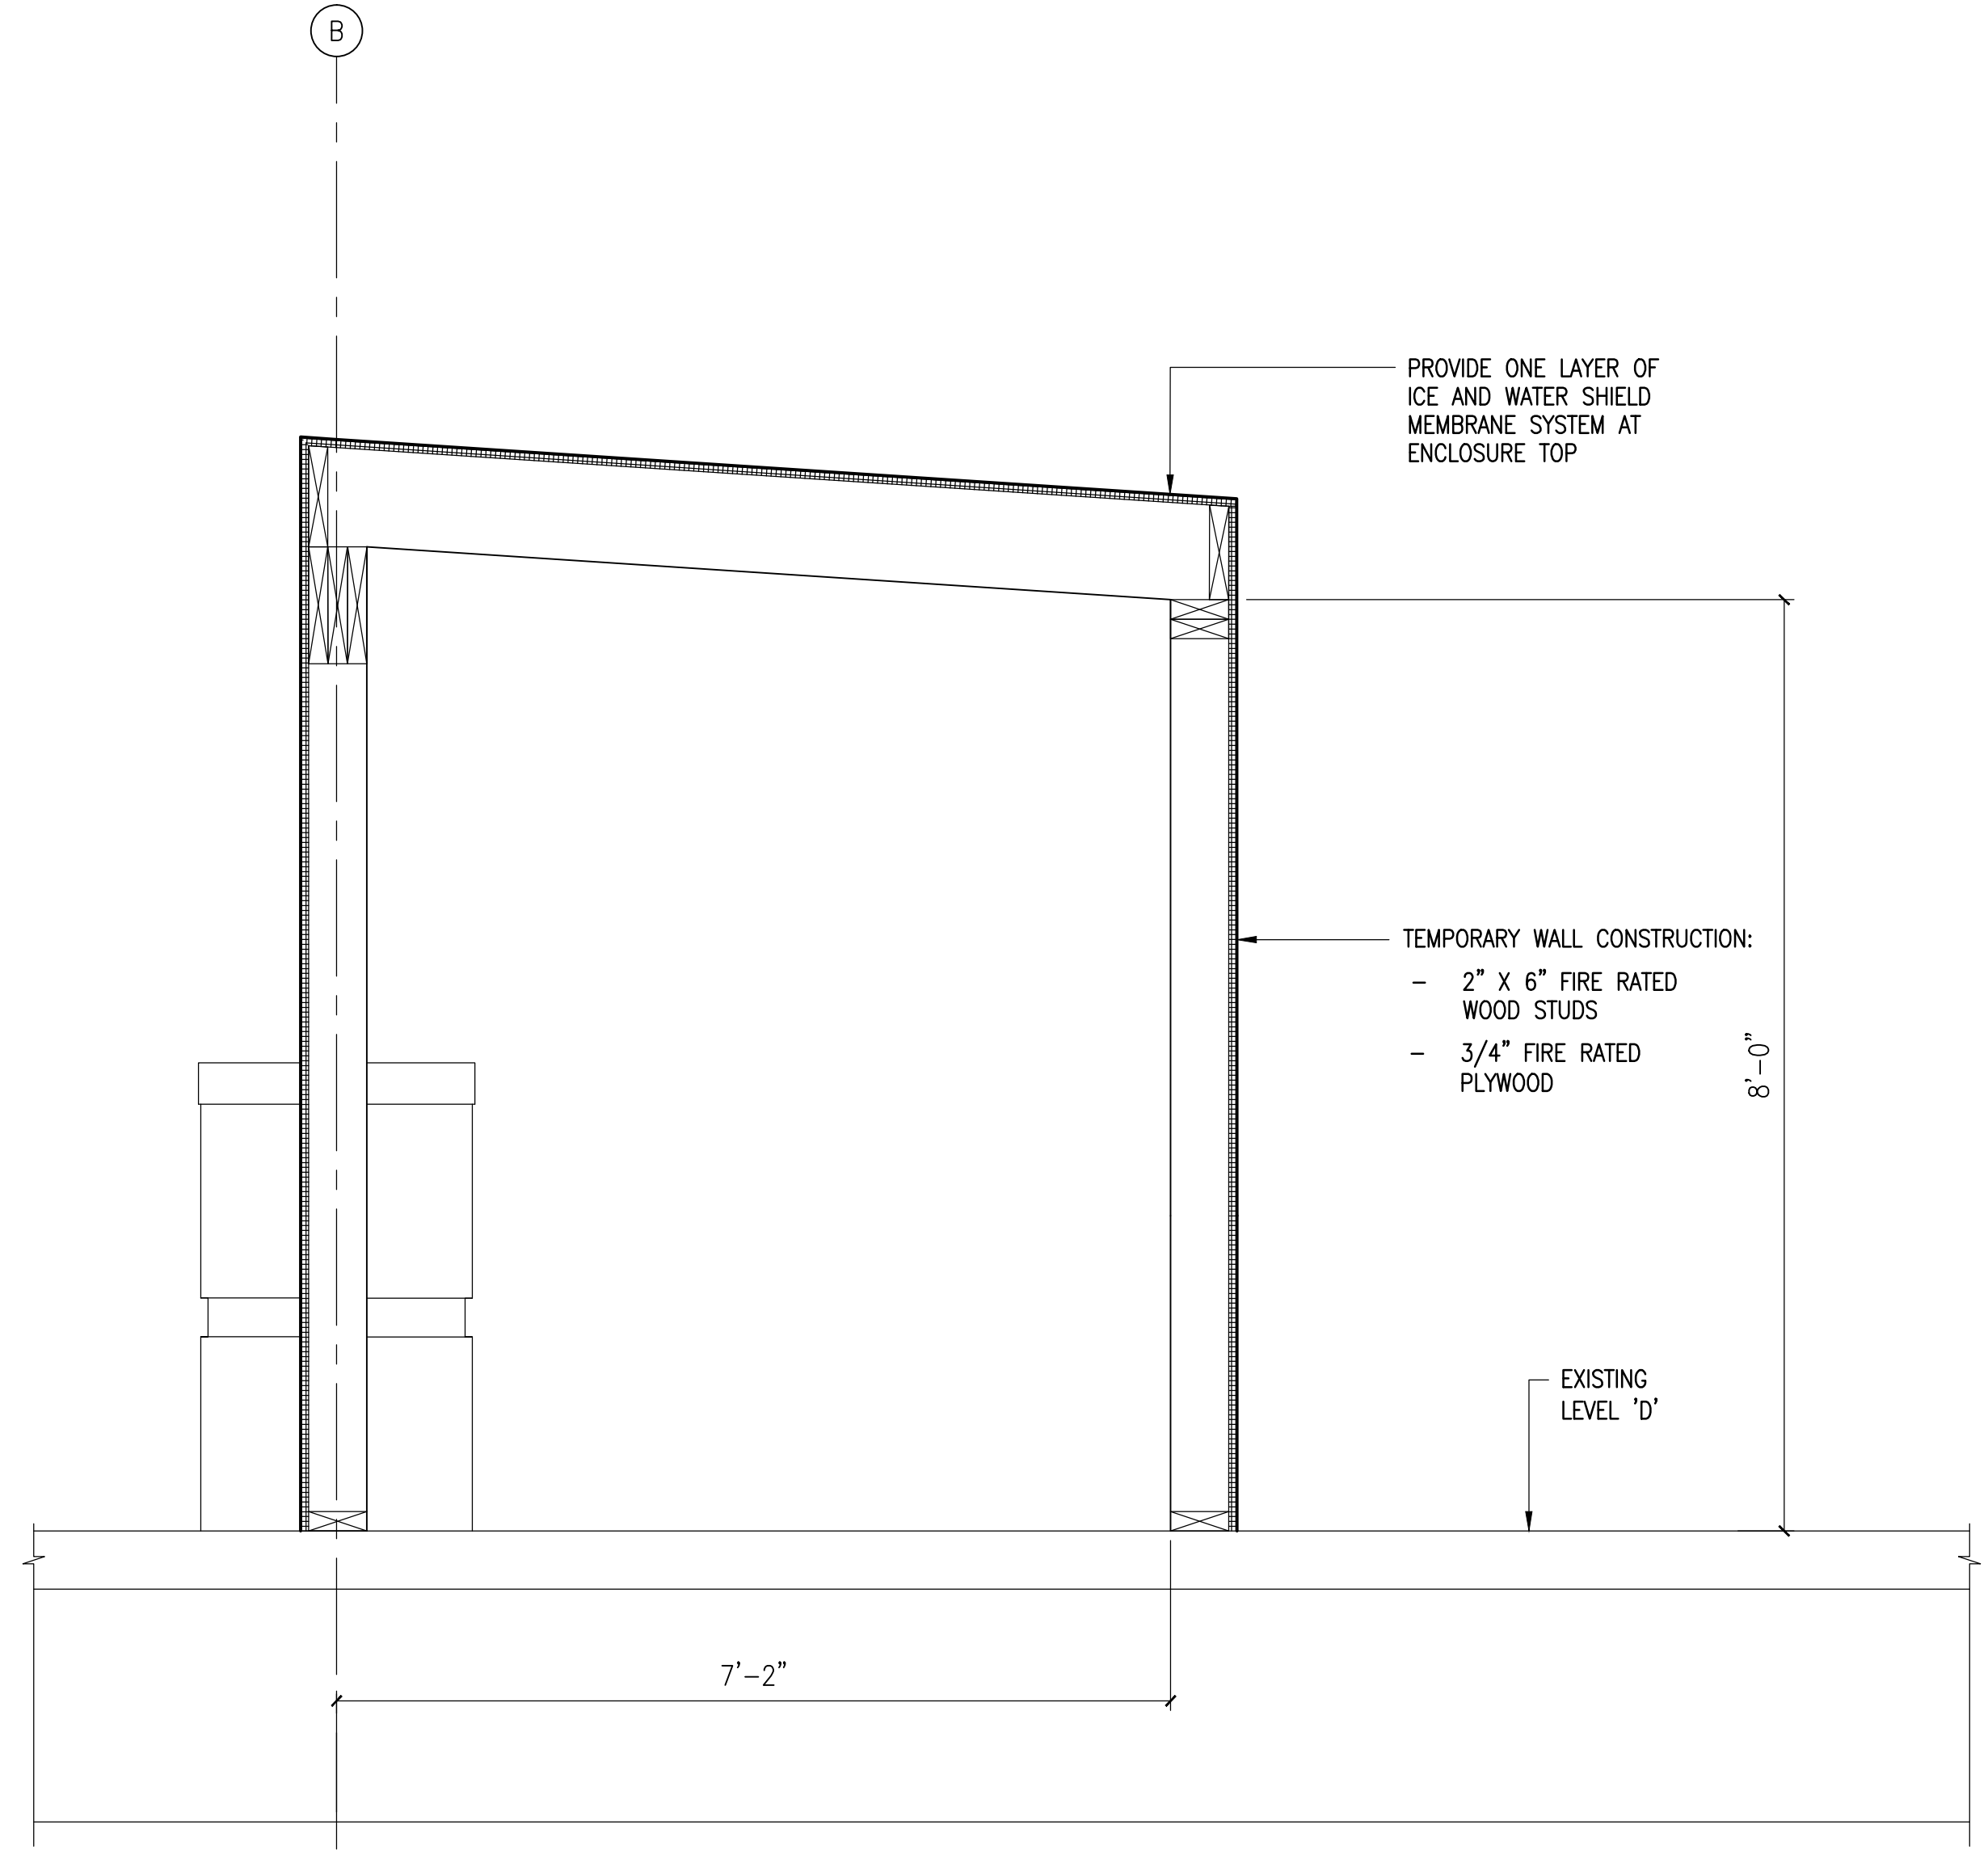 B
PROVIDE ONE LAYER OF
ICE AND WATER SHIELD
MEMBRANE SYSTEM AT
ENCLOSURE TOP
TEMPORARY WALL CONSTRUCTION:
– 2" X 6" FIRE RATED
WOOD STUDS
– 3/4" FIRE RATED
PLYWOOD
8'-0"
EXISTING
LEVEL 'D'
7'-2"